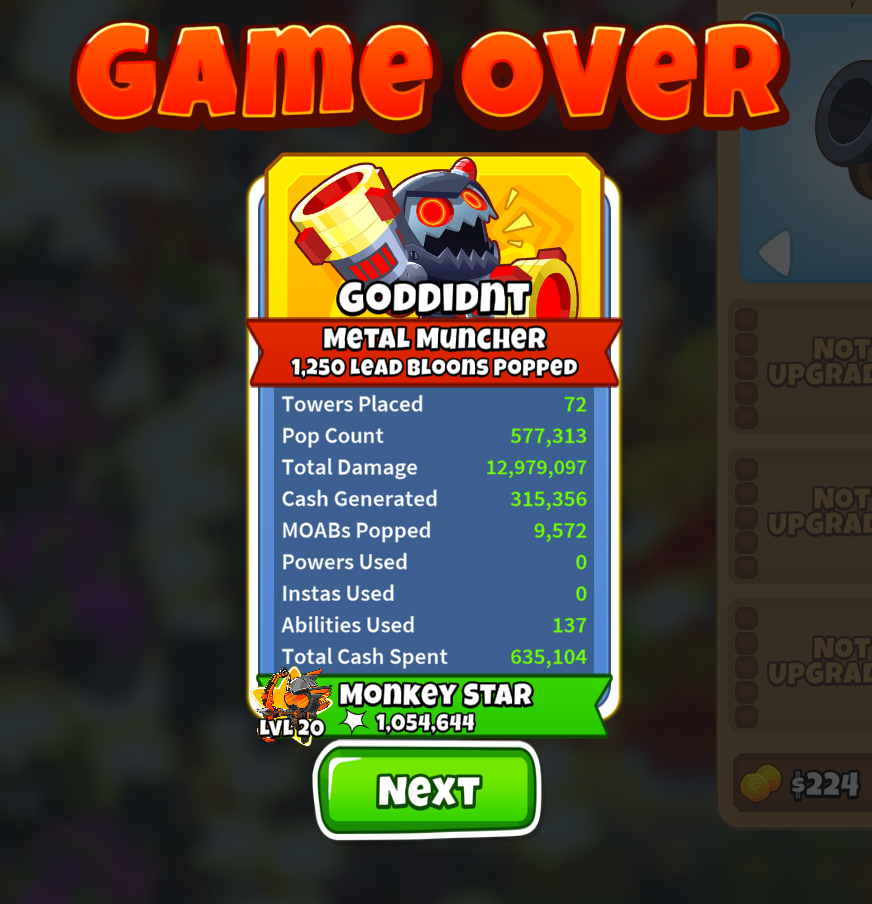 GAME OVER
GODDIDNT
METAL MUNCHER
1,250 LEAD BLOONS POPPED
Towers Placed 72
Pop Count 577,313
Total Damage 12,979,097
Cash Generated 315,356
MOABs Popped 9,572
Powers Used 0
Instas Used 0
Abilities Used 137
Total Cash Spent 635,104
MONKEY STAR
LVL 20 1,054,644
NEXT
NOT
UPGRAD
NOT
UPGRAD
NOT
UPGRAD
$224